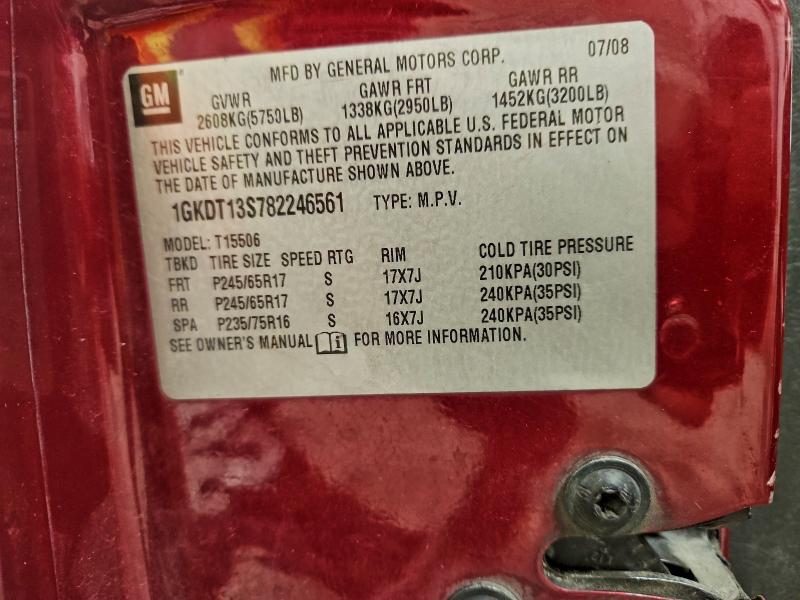 GM
MFD BY GENERAL MOTORS CORP. 07/08
GVWR GAWR FRT GAWR RR
2608KG(5750LB) 1338KG(2950LB) 1452KG(3200LB)
THIS VEHICLE CONFORMS TO ALL APPLICABLE U.S. FEDERAL MOTOR
VEHICLE SAFETY AND THEFT PREVENTION STANDARDS IN EFFECT ON
THE DATE OF MANUFACTURE SHOWN ABOVE.
1GKDT13S782246561 TYPE: M.P.V.
MODEL: T15506
TBKD TIRE SIZE SPEED RTG RIM COLD TIRE PRESSURE
FRT P245/65R17 S 17X7J 210KPA(30PSI)
RR P245/65R17 S 17X7J 240KPA(35PSI)
SPA P235/75R16 S 16X7J 240KPA(35PSI)
SEE OWNER'S MANUAL i FOR MORE INFORMATION.